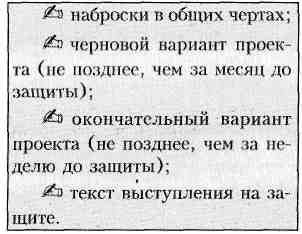 ✍ наброски в общих чертах;
✍ черновой вариант проек-
та (не позднее, чем за месяц до
защиты);
✍ окончательный вариант
проекта (не позднее, чем за не-
делю до защиты);
✍ текст выступления на за-
щите.